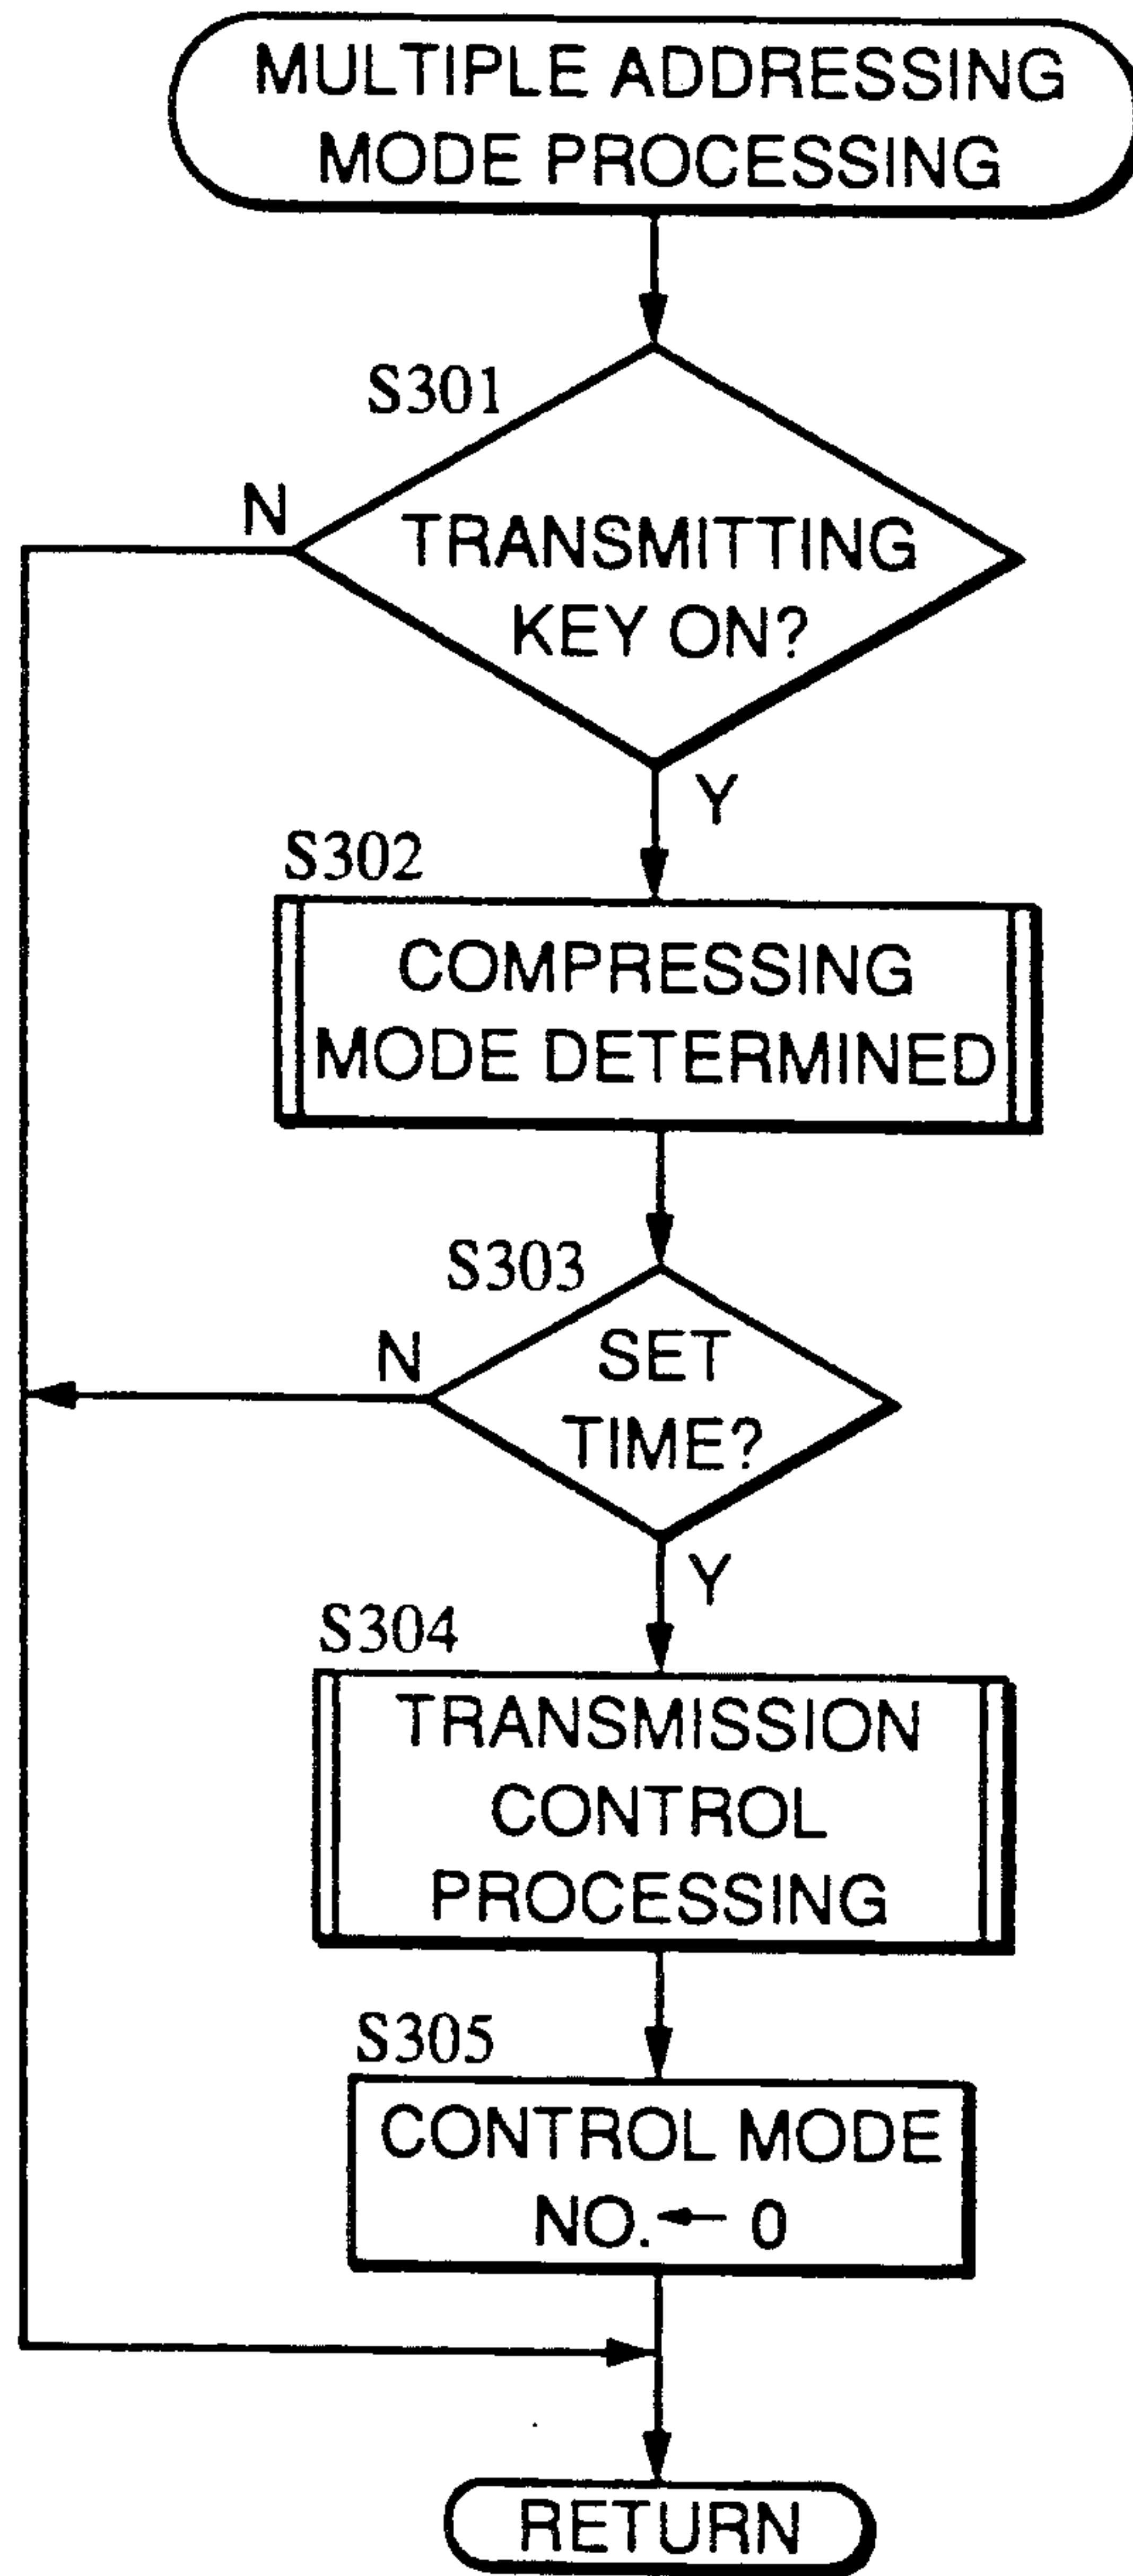 MULTIPLE ADDRESSING
MODE PROCESSING
S301
N
TRANSMITTING
KEY ON?
Y
S302
COMPRESSING
MODE DETERMINED
S303
N
SET
TIME?
Y
S304
TRANSMISSION
CONTROL
PROCESSING
S305
CONTROL MODE
NO. ← 0
RETURN